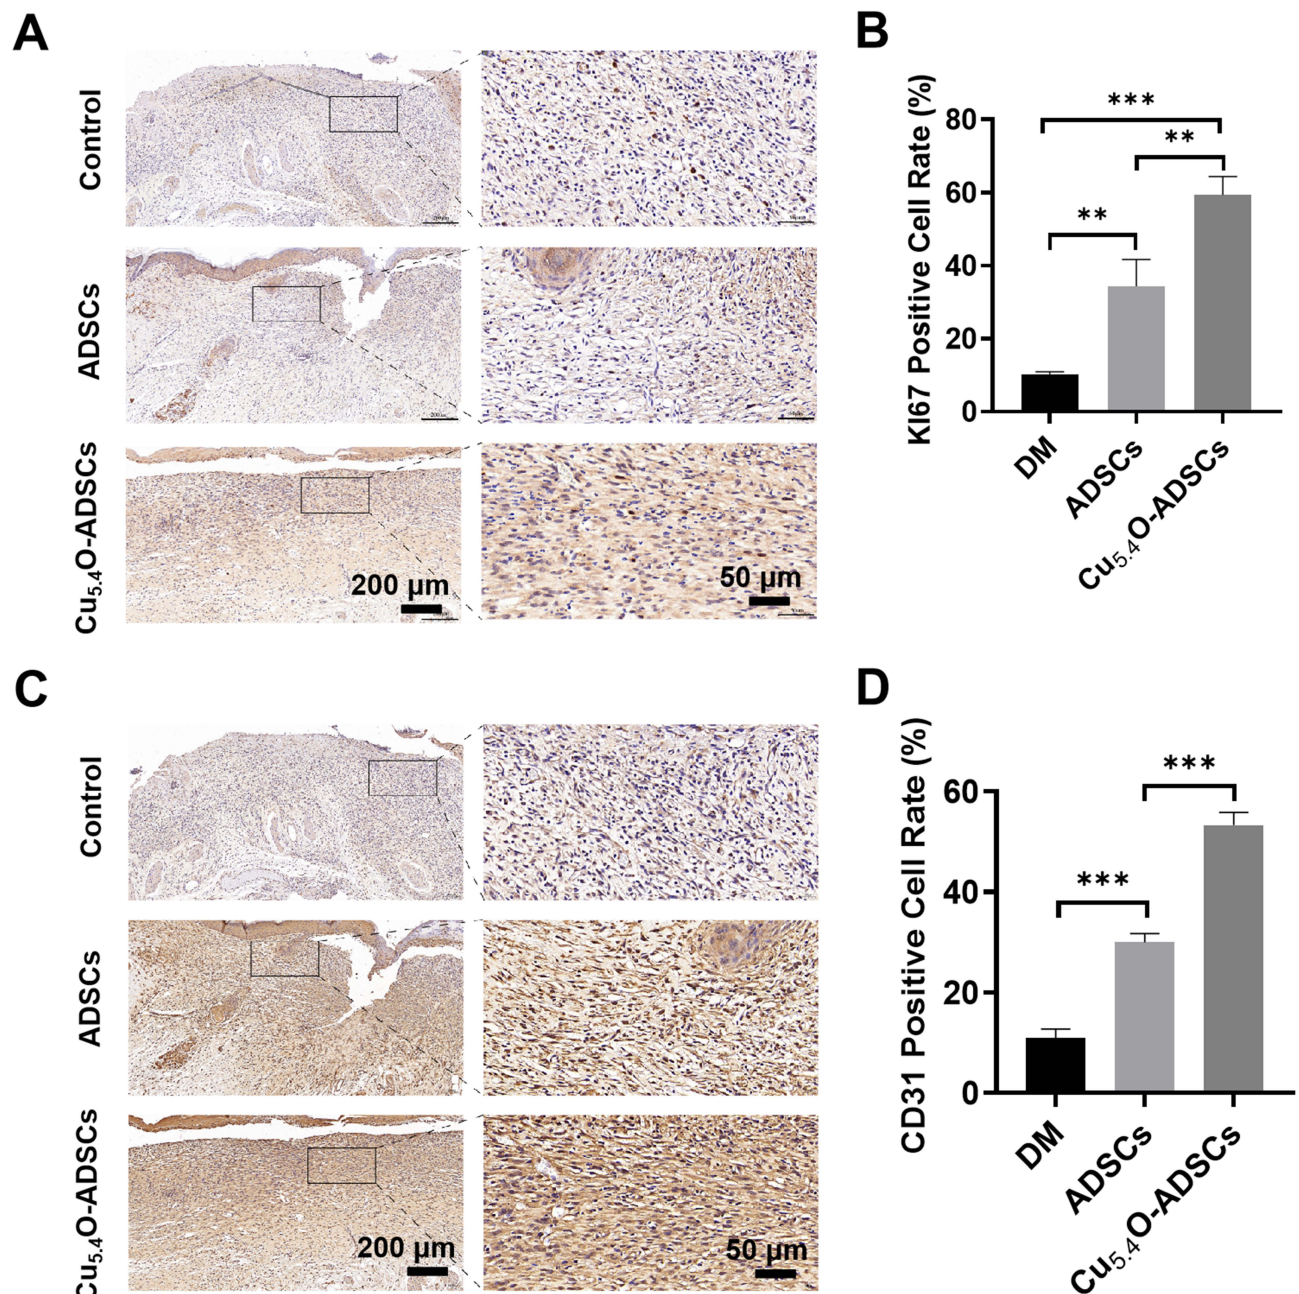 A
Control
ADSCs
Cu5.4O-ADSCs
200 µm
50 µm
B
KI67 Positive Cell Rate (%)
80
60
40
20
0
***
**
**
DM
ADSCs
Cu5.4O-ADSCs
C
Control
ADSCs
Cu5.4O-ADSCs
200 µm
50 µm
D
CD31 Positive Cell Rate (%)
60
40
20
0
***
***
DM
ADSCs
Cu5.4O-ADSCs